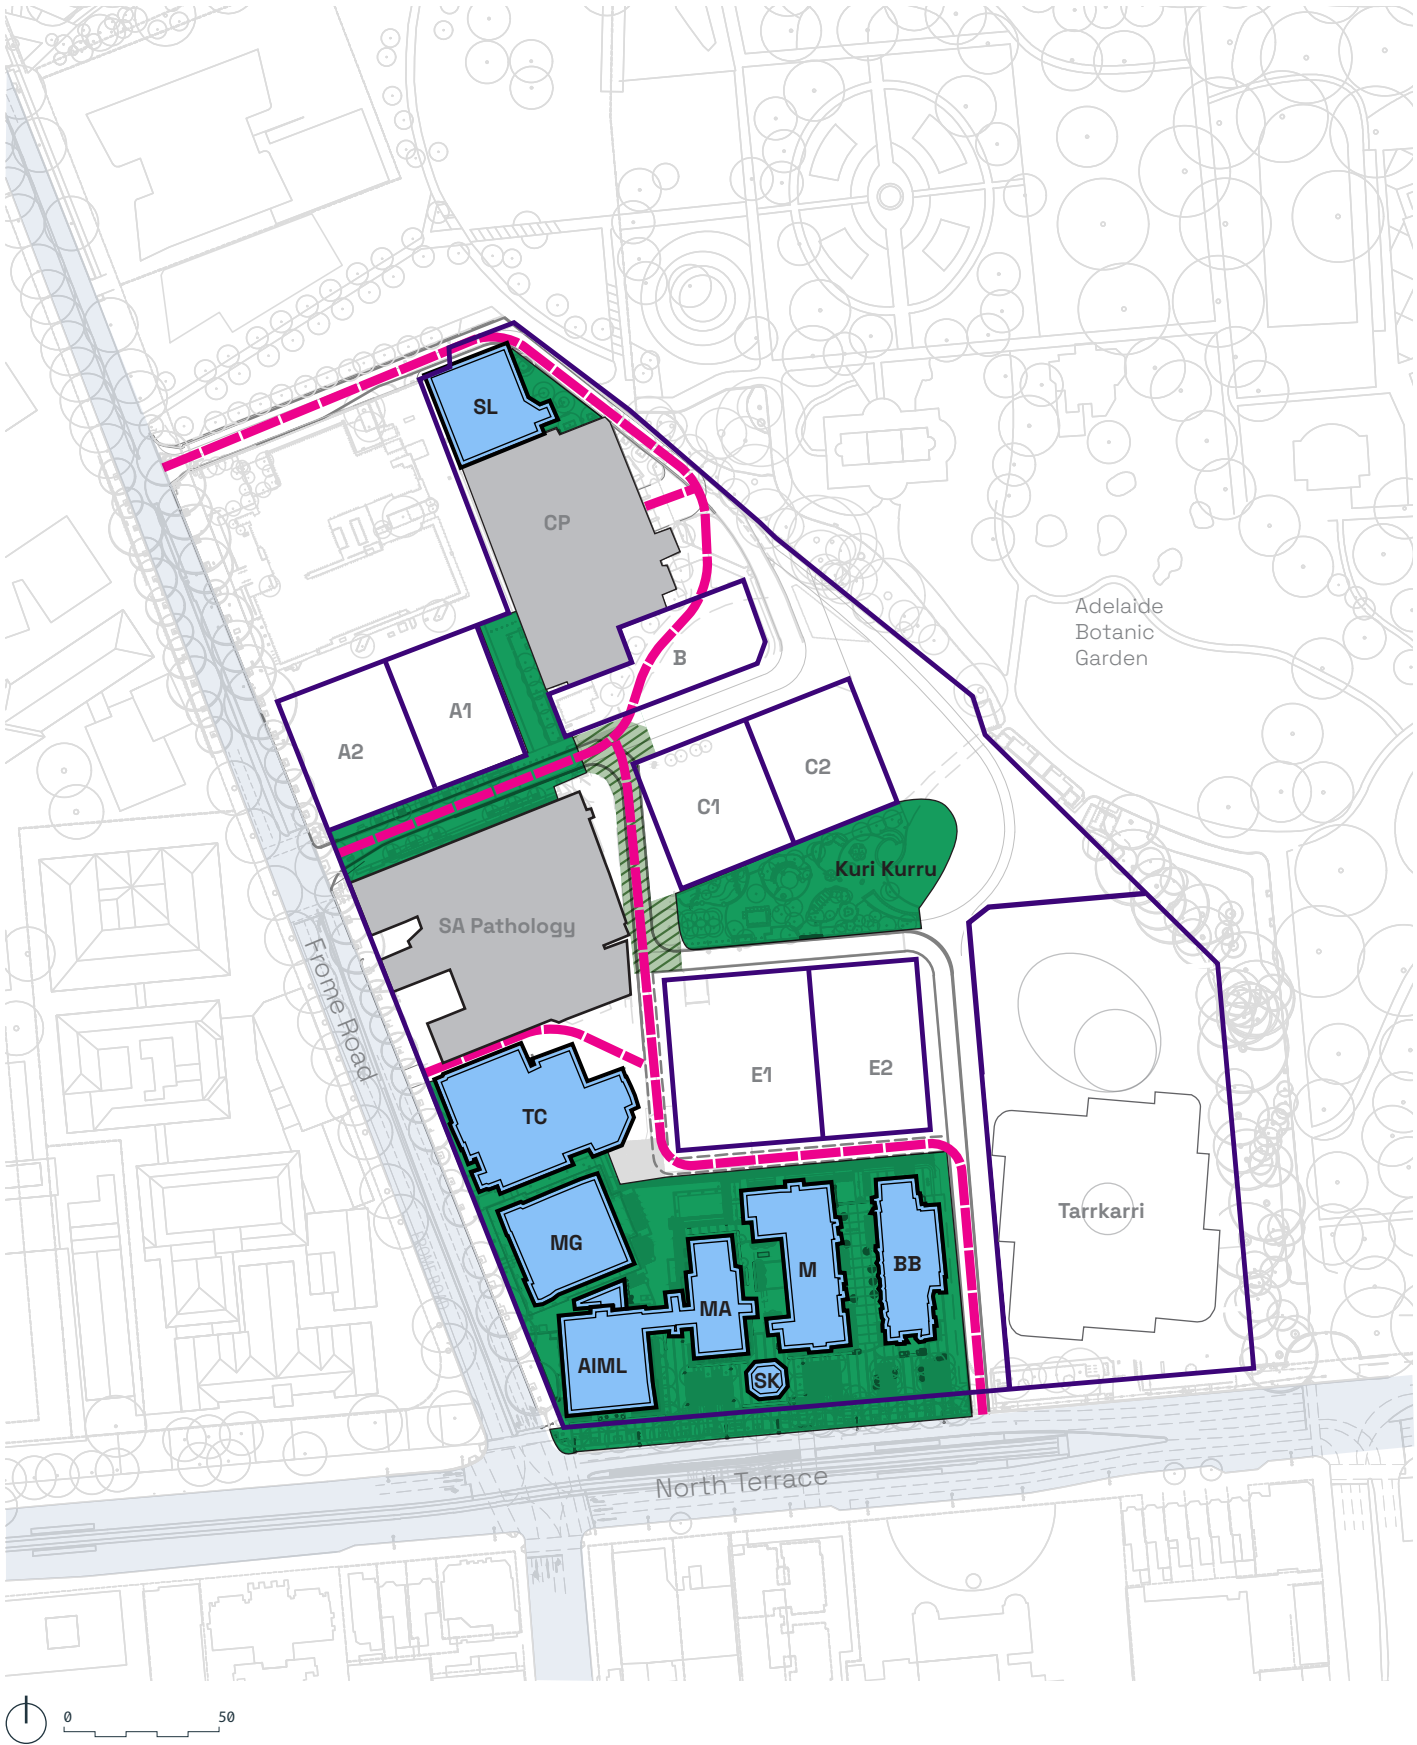 SL
CP
Adelaide
Botanic
Garden
B
A1
A2
C2
C1
Kuri Kurru
SA Pathology
Frome Road
E1
E2
TC
Tarrkarri
MG
M
BB
MA
AIML
SK
North Terrace
0 50